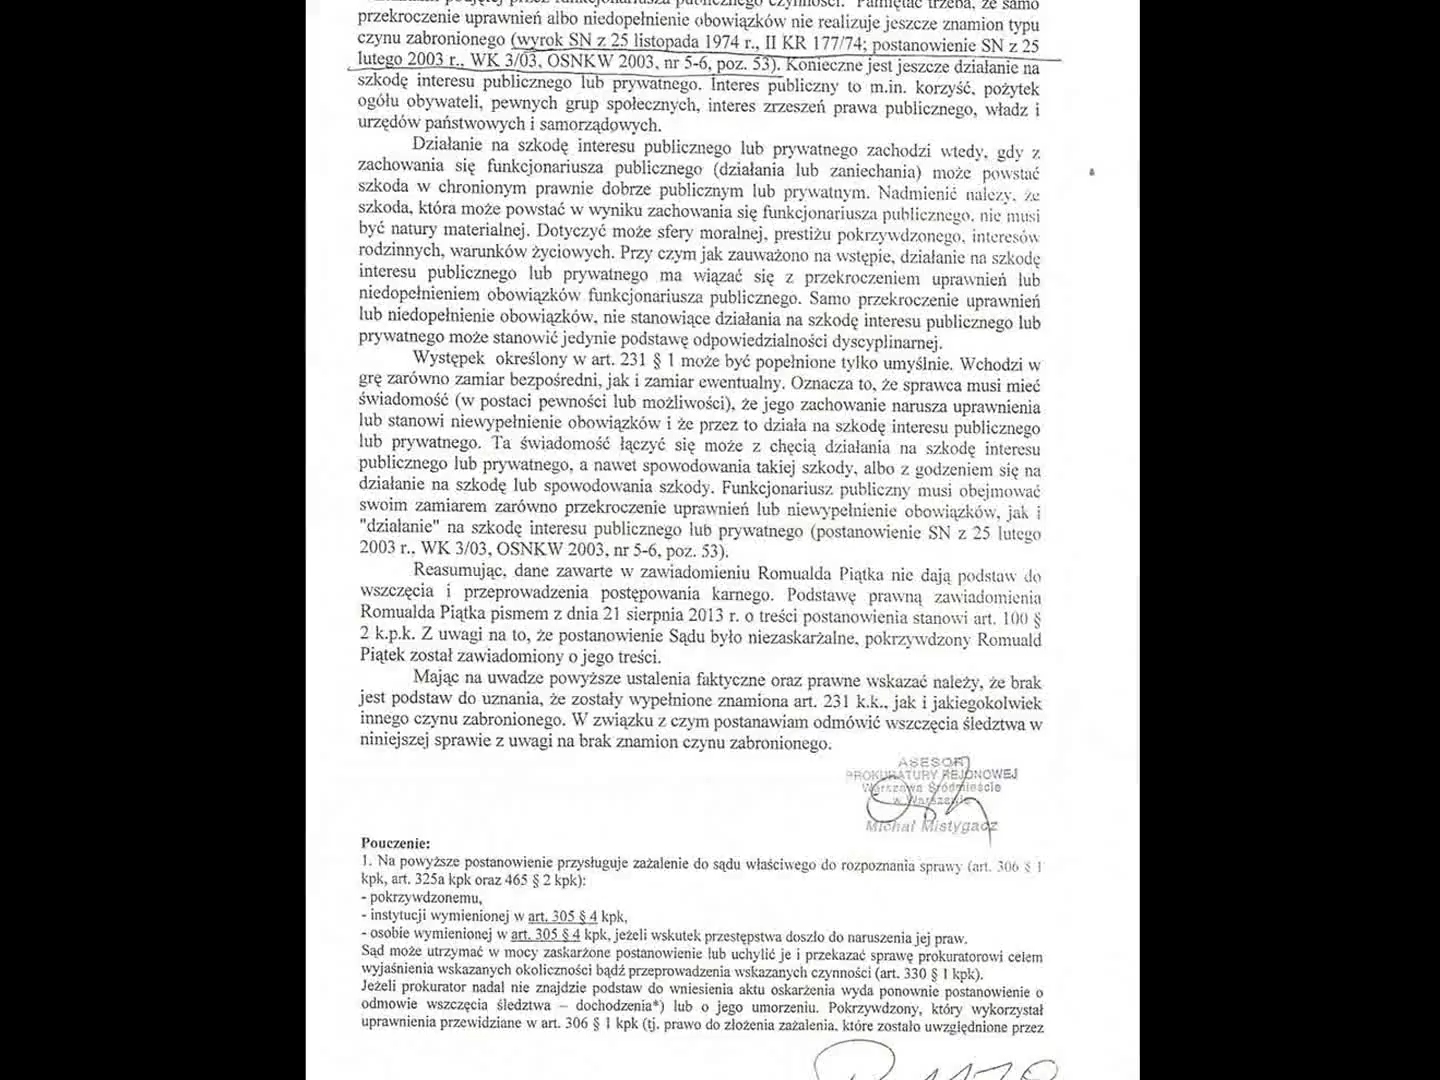 podjętej przez funkcjonariusza publicznego czynności. Pamiętać trzeba, że samo
przekroczenie uprawnień albo niedopełnienie obowiązków nie realizuje jeszcze znamion typu
czynu zabronionego (wyrok SN z 25 listopada 1974 r., II KR 177/74; postanowienie SN z 25
lutego 2003 r., WK 3/03, OSNKW 2003, nr 5-6, poz. 53). Konieczne jest jeszcze działanie na
szkodę interesu publicznego lub prywatnego. Interes publiczny to m.in. korzyść, pożytek
ogółu obywateli, pewnych grup społecznych, interes zrzeszeń prawa publicznego, władz i
urzędów państwowych i samorządowych.
Działanie na szkodę interesu publicznego lub prywatnego zachodzi wtedy, gdy z
zachowania się funkcjonariusza publicznego (działania lub zaniechania) może powstać
szkoda w chronionym prawnie dobrze publicznym lub prywatnym. Nadmienić należy, że
szkoda, która może powstać w wyniku zachowania się funkcjonariusza publicznego, nie musi
być natury materialnej. Dotyczyć może sfery moralnej, prestiżu pokrzywdzonego, interesów
rodzinnych, warunków życiowych. Przy czym jak zauważono na wstępie, działanie na szkodę
interesu publicznego lub prywatnego ma wiązać się z przekroczeniem uprawnień lub
niedopełnieniem obowiązków funkcjonariusza publicznego. Samo przekroczenie uprawnień
lub niedopełnienie obowiązków, nie stanowiące działania na szkodę interesu publicznego lub
prywatnego może stanowić jedynie podstawę odpowiedzialności dyscyplinarnej.
Występek określony w art. 231 § 1 może być popełnione tylko umyślnie. Wchodzi w
grę zarówno zamiar bezpośredni, jak i zamiar ewentualny. Oznacza to, że sprawca musi mieć
świadomość (w postaci pewności lub możliwości), że jego zachowanie narusza uprawnienia
lub stanowi niewypełnienie obowiązków i że przez to działa na szkodę interesu publicznego
lub prywatnego. Ta świadomość łączyć się może z chęcią działania na szkodę interesu
publicznego lub prywatnego, a nawet spowodowania takiej szkody, albo z godzeniem się na
działanie na szkodę lub spowodowania szkody. Funkcjonariusz publiczny musi obejmować
swoim zamiarem zarówno przekroczenie uprawnień lub niewypełnienie obowiązków, jak i
"działanie" na szkodę interesu publicznego lub prywatnego (postanowienie SN z 25 lutego
2003 r., WK 3/03, OSNKW 2003, nr 5-6, poz. 53).
Reasumując, dane zawarte w zawiadomieniu Romualda Piątka nie dają podstaw do
wszczęcia i przeprowadzenia postępowania karnego. Podstawę prawną zawiadomienia
Romualda Piątka pismem z dnia 21 sierpnia 2013 r. o treści postanowienia stanowi art. 100 §
2 k.p.k. Z uwagi na to, że postanowienie Sądu było niezaskarżalne, pokrzywdzony Romuald
Piątek został zawiadomiony o jego treści.
Mając na uwadze powyższe ustalenia faktyczne oraz prawne wskazać należy, że brak
jest podstaw do uznania, że zostały wypełnione znamiona art. 231 k.k., jak i jakiegokolwiek
innego czynu zabronionego. W związku z czym postanawiam odmówić wszczęcia śledztwa w
niniejszej sprawie z uwagi na brak znamion czynu zabronionego.
ASESOR
PROKURATURY REJONOWEJ
Warszawa Śródmieście
w Warszawie
Michał Mistygacz
Pouczenie:
1. Na powyższe postanowienie przysługuje zażalenie do sądu właściwego do rozpoznania sprawy (art. 306 § 1
kpk, art. 325a kpk oraz 465 § 2 kpk):
- pokrzywdzonemu,
- instytucji wymienionej w art. 305 § 4 kpk,
- osobie wymienionej w art. 305 § 4 kpk, jeżeli wskutek przestępstwa doszło do naruszenia jej praw.
Sąd może utrzymać w mocy zaskarżone postanowienie lub uchylić je i przekazać sprawę prokuratorowi celem
wyjaśnienia wskazanych okoliczności bądź przeprowadzenia wskazanych czynności (art. 330 § 1 kpk).
Jeżeli prokurator nadal nie znajdzie podstaw do wniesienia aktu oskarżenia wyda ponownie postanowienie o
odmowie wszczęcia śledztwa – dochodzenia*) lub o jego umorzeniu. Pokrzywdzony, który wykorzystał
uprawnienia przewidziane w art. 306 § 1 kpk (tj. prawo do złożenia zażalenia, które zostało uwzględnione przez